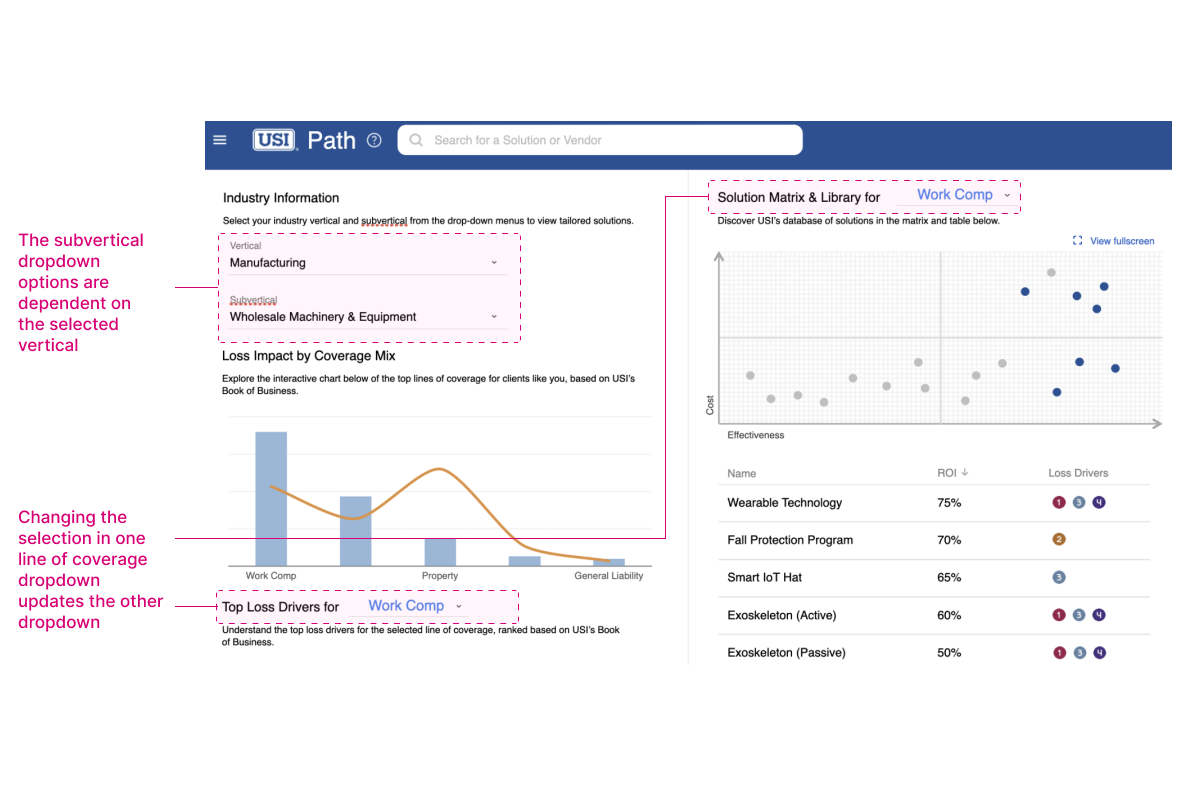 USI Path ?
Search for a Solution or Vendor
The subvertical
dropdown
options are
dependent on
the selected
vertical
Changing the
selection in one
line of coverage
dropdown
updates the other
dropdown
Industry Information
Select your industry vertical and subvertical from the drop-down menus to view tailored solutions.
Vertical
Manufacturing
Subvertical
Wholesale Machinery & Equipment
Loss Impact by Coverage Mix
Explore the interactive chart below of the top lines of coverage for clients like you, based on USI's
Book of Business.
Work Comp
Property
General Liability
Top Loss Drivers for Work Comp
Understand the top loss drivers for the selected line of coverage, ranked based on USI's Book
of Business.
Solution Matrix & Library for Work Comp
Discover USI's database of solutions in the matrix and table below.
View fullscreen
Cost
Effectiveness
Name ROI Loss Drivers
Wearable Technology 75% 1 3 4
Fall Protection Program 70% 2
Smart IoT Hat 65% 3
Exoskeleton (Active) 60% 1 3 4
Exoskeleton (Passive) 50% 1 3 4